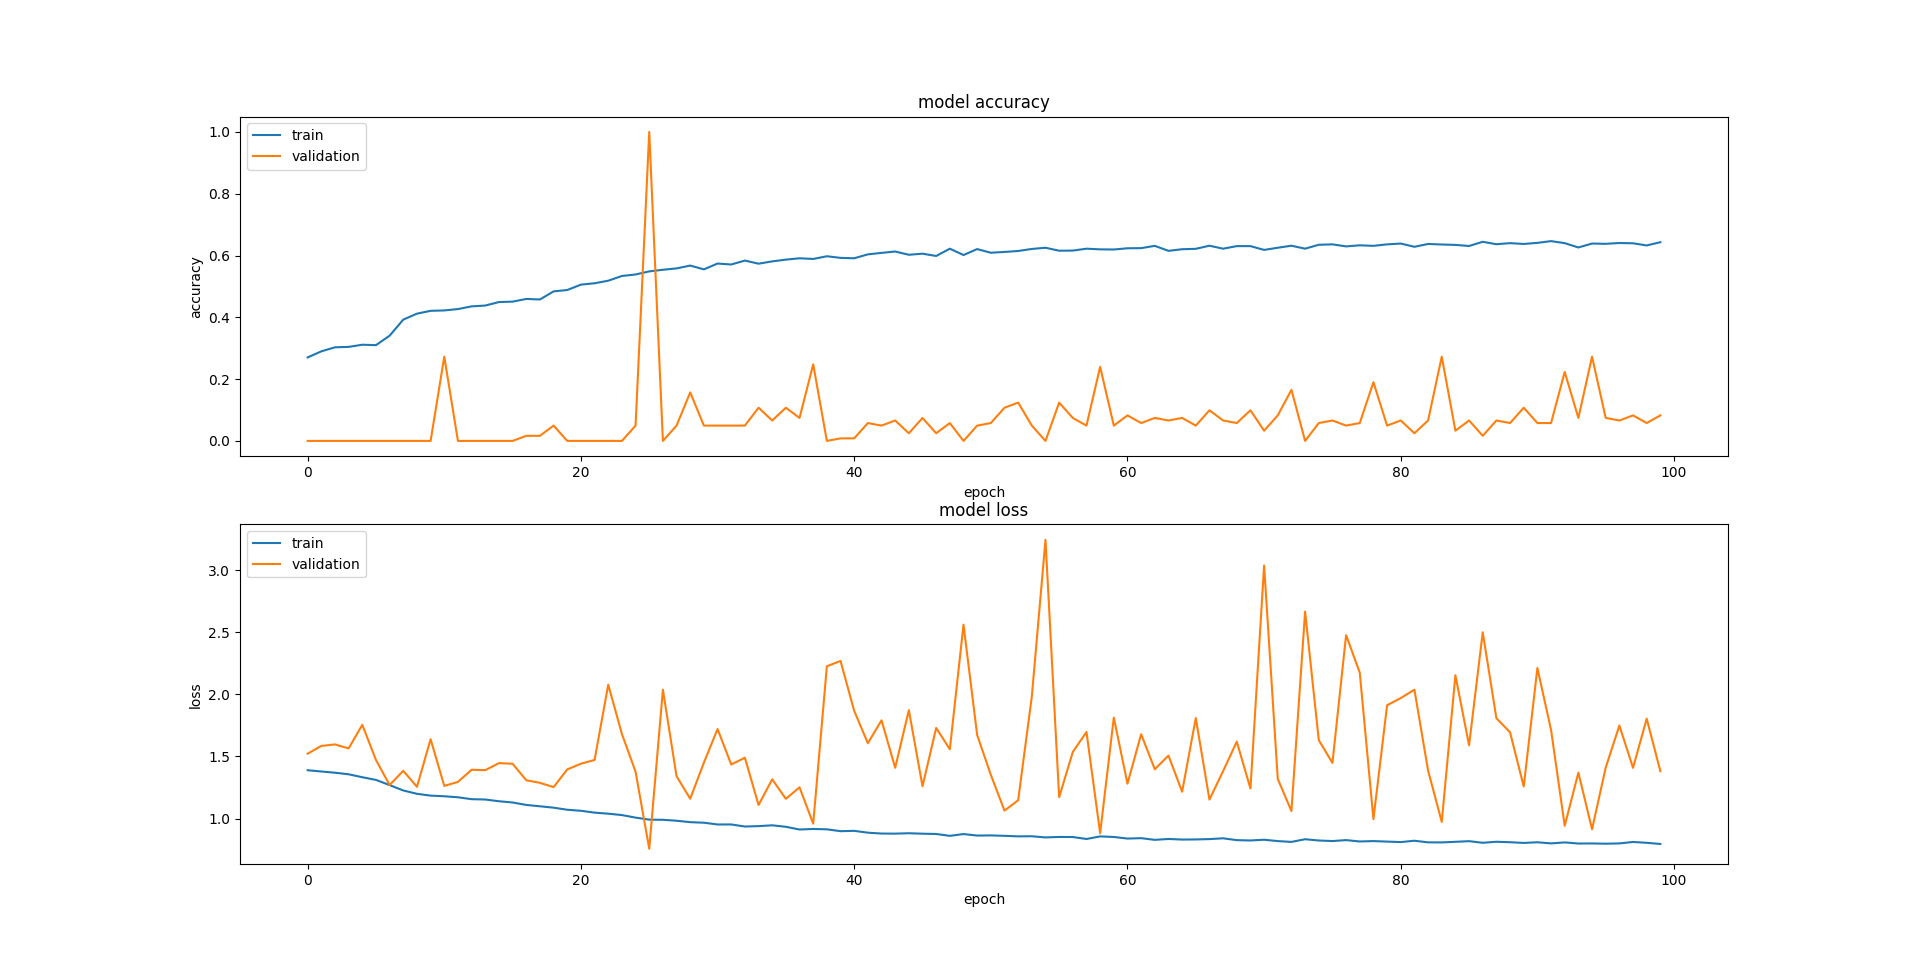 model accuracy
train
validation
1.0
0.8
0.6
0.4
0.2
0.0
accuracy
0 20 40 60 80 100
epoch
model loss
train
validation
3.0
2.5
2.0
1.5
1.0
loss
0 20 40 60 80 100
epoch